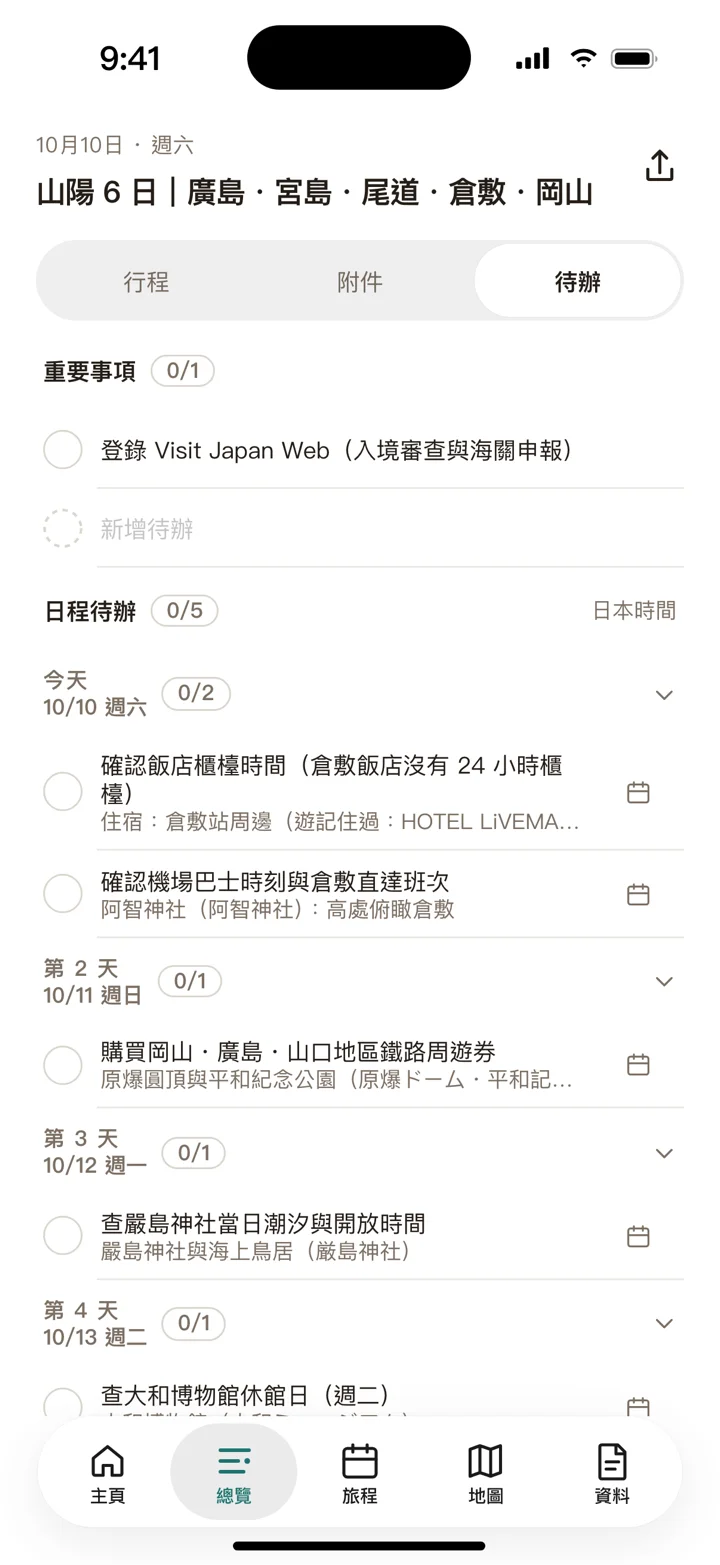 9:41
10月10日 · 週六
山陽 6 日 | 廣島 · 宮島 · 尾道 · 倉敷 · 岡山
行程
附件
待辦
重要事項 0/1
登錄 Visit Japan Web（入境審查與海關申報）
新增待辦
日程待辦 0/5 日本時間
今天
10/10 週六
0/2
確認飯店櫃檯時間（倉敷飯店沒有 24 小時櫃
檯）
住宿：倉敷站周邊（遊記住過：HOTEL LiVEMA…
確認機場巴士時刻與倉敷直達班次
阿智神社（阿智神社）：高處俯瞰倉敷
第 2 天
10/11 週日
0/1
購買岡山 · 廣島 · 山口地區鐵路周遊券
原爆圓頂與平和紀念公園（原爆ドーム · 平和記…
第 3 天
10/12 週一
0/1
查嚴島神社當日潮汐與開放時間
嚴島神社與海上鳥居（厳島神社）
第 4 天
10/13 週二
0/1
查大和博物館休館日（週二）
主頁
總覽
旅程
地圖
資料